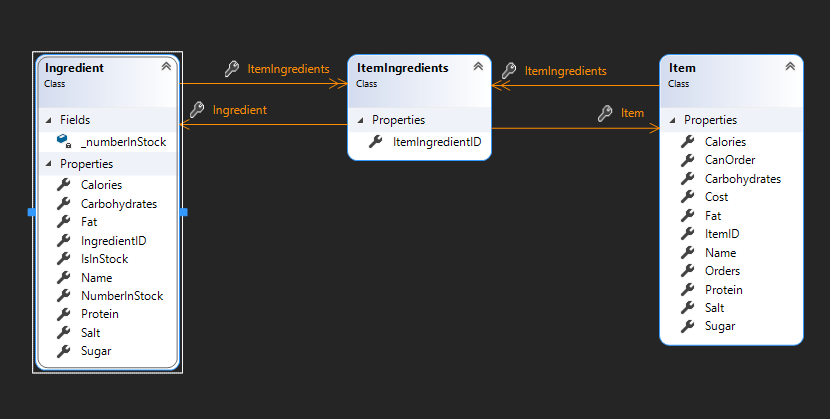 Ingredient
Class
Fields
_numberInStock
Properties
Calories
Carbohydrates
Fat
IngredientID
IsInStock
Name
NumberInStock
Protein
Salt
Sugar
ItemIngredients
Ingredient
ItemIngredients
Class
Properties
ItemIngredientID
ItemIngredients
Item
Item
Class
Properties
Calories
CanOrder
Carbohydrates
Cost
Fat
ItemID
Name
Orders
Protein
Salt
Sugar